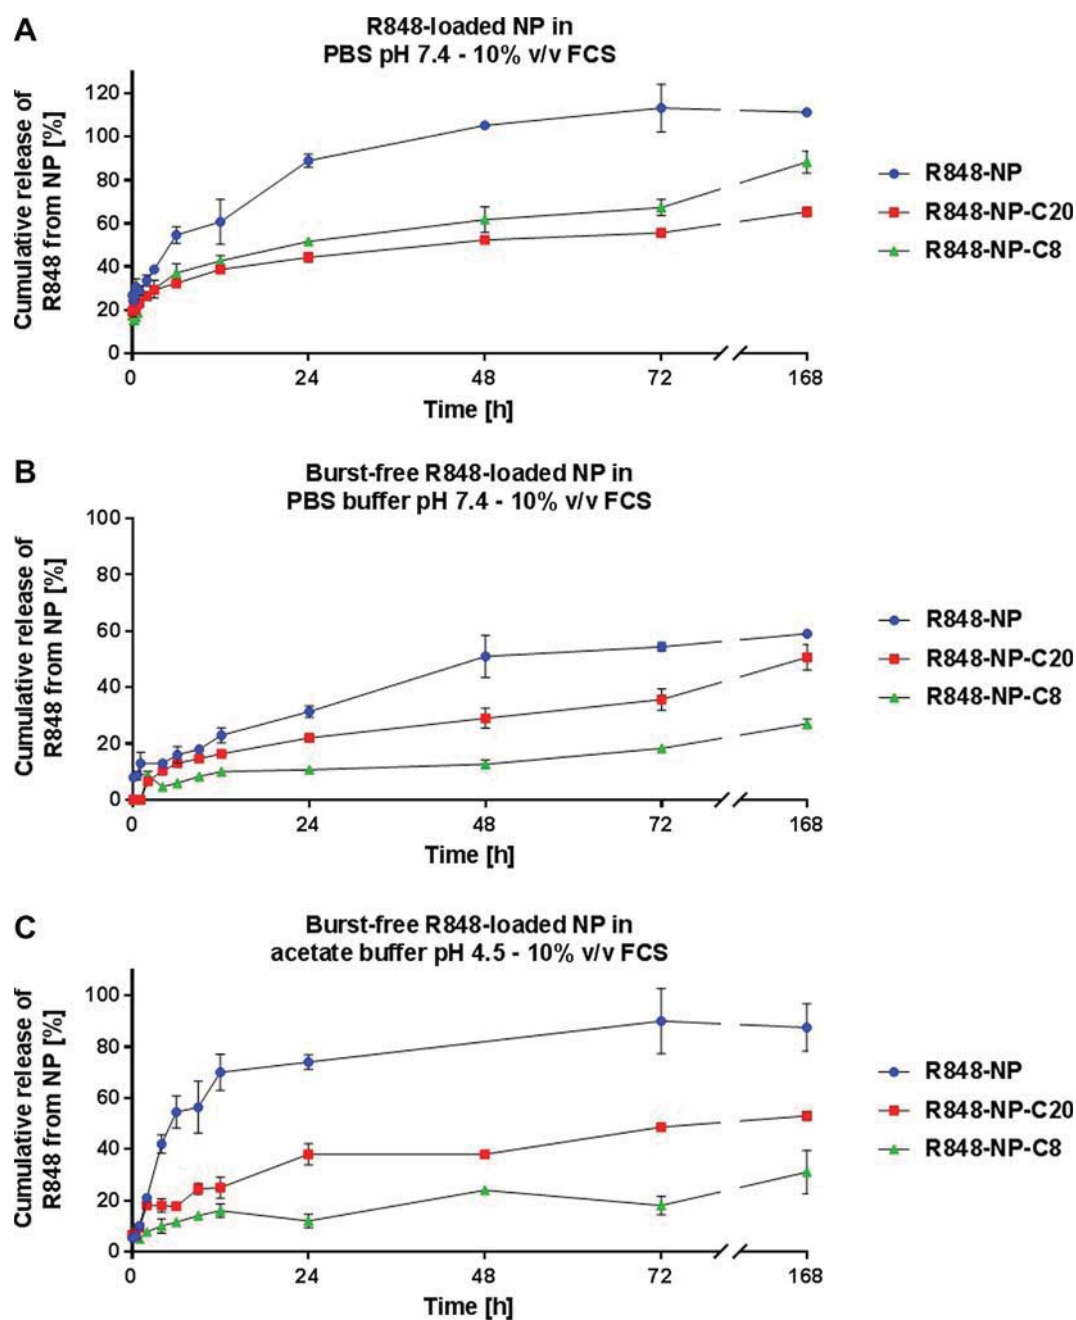 A
R848-loaded NP in
PBS pH 7.4 - 10% v/v FCS
Cumulative release of
R848 from NP [%]
120
100
80
60
40
20
0
0 24 48 72 168
Time [h]
R848-NP
R848-NP-C20
R848-NP-C8
B
Burst-free R848-loaded NP in
PBS buffer pH 7.4 - 10% v/v FCS
Cumulative release of
R848 from NP [%]
100
80
60
40
20
0
0 24 48 72 168
Time [h]
R848-NP
R848-NP-C20
R848-NP-C8
C
Burst-free R848-loaded NP in
acetate buffer pH 4.5 - 10% v/v FCS
Cumulative release of
R848 from NP [%]
100
80
60
40
20
0
0 24 48 72 168
Time [h]
R848-NP
R848-NP-C20
R848-NP-C8